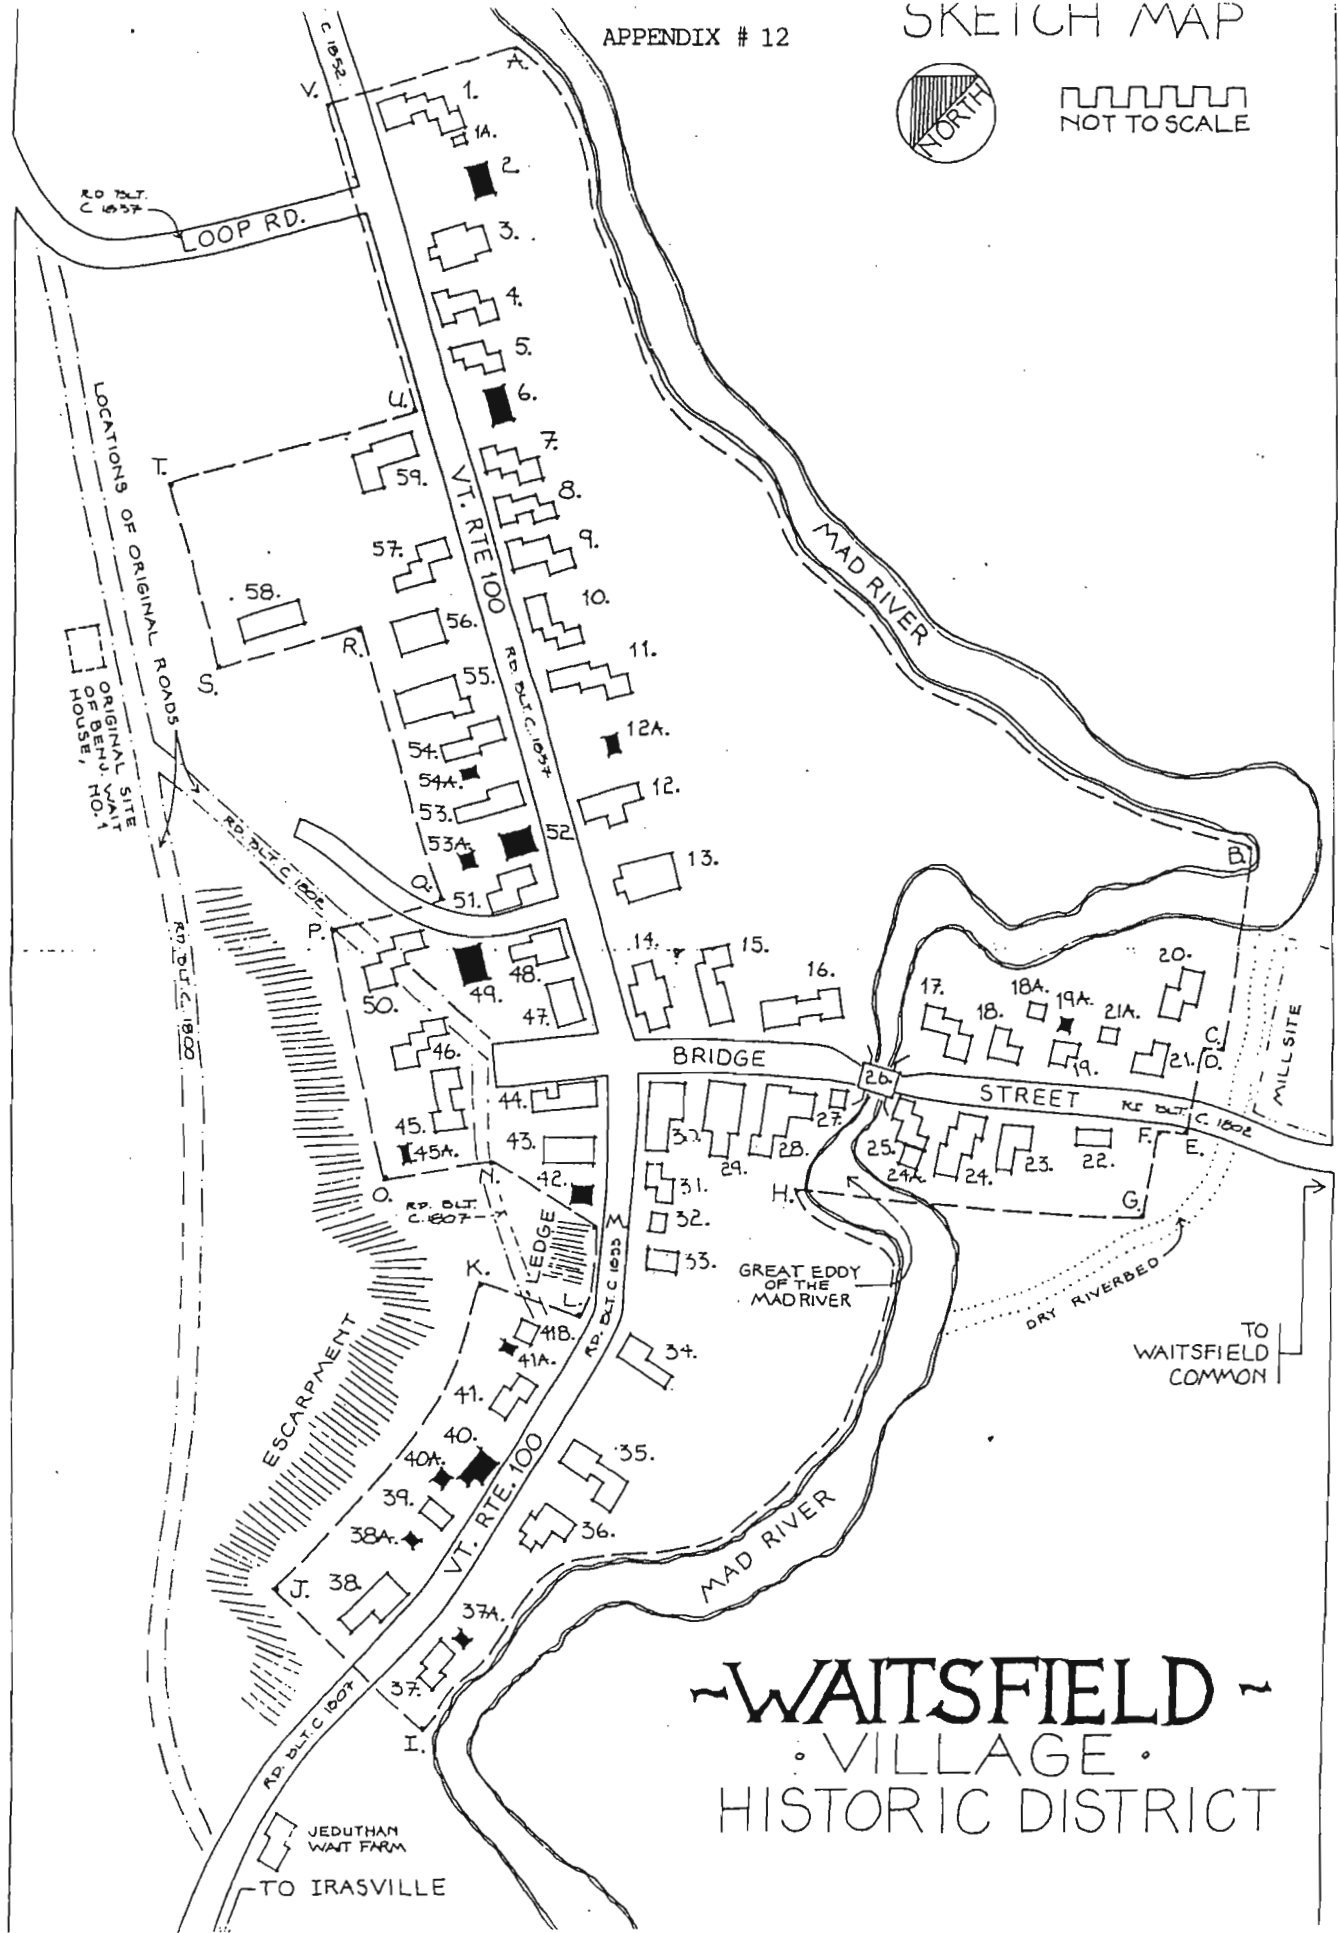 APPENDIX # 12
SKETCH MAP
NORTH
NOT TO SCALE
C 1852.
V.
A.
1.
1A.
2.
RD BLT.
C 1837
LOOP RD.
3.
4.
5.
6.
U.
T.
7.
59.
8.
VT. RTE 100
9.
57.
58.
10.
56.
R.
S.
11.
RD. BLT. C. 1837
LOCATIONS OF ORIGINAL ROADS
ORIGINAL SITE
OF BENJ. WAIT
HOUSE,
NO. 1
MAD RIVER
55.
12A.
54.
54A.
53.
12.
53A.
52.
13.
B.
RD. BLT. C 1802
Q.
51.
P.
RD. BLT. C. 1800
50.
49.
48.
47.
14.
15.
16.
17.
18A.
18.
19A.
19.
21A.
20.
21.
C.
D.
MILL SITE
46.
BRIDGE
26.
STREET
C. 1802
44.
45.
45A.
43.
30.
29.
28.
27.
25.
24A.
24.
23.
22.
F.
E.
G.
H.
O.
N.
42.
31.
32.
33.
RD. BLT.
C. 1807
LEDGE
M.
K.
L.
RD. BLT. C 1833
GREAT EDDY
OF THE
MAD RIVER
DRY RIVERBED
TO
WAITSFIELD
COMMON
41B.
41A.
41.
34.
ESCARPMENT
40.
40A.
39.
38A.
35.
36.
VT. RTE. 100
J.
38.
37A.
37.
I.
MAD RIVER
RD. BLT. C 1807
JEDUTHAN
WAIT FARM
TO IRASVILLE
~WAITSFIELD~
• VILLAGE •
HISTORIC DISTRICT